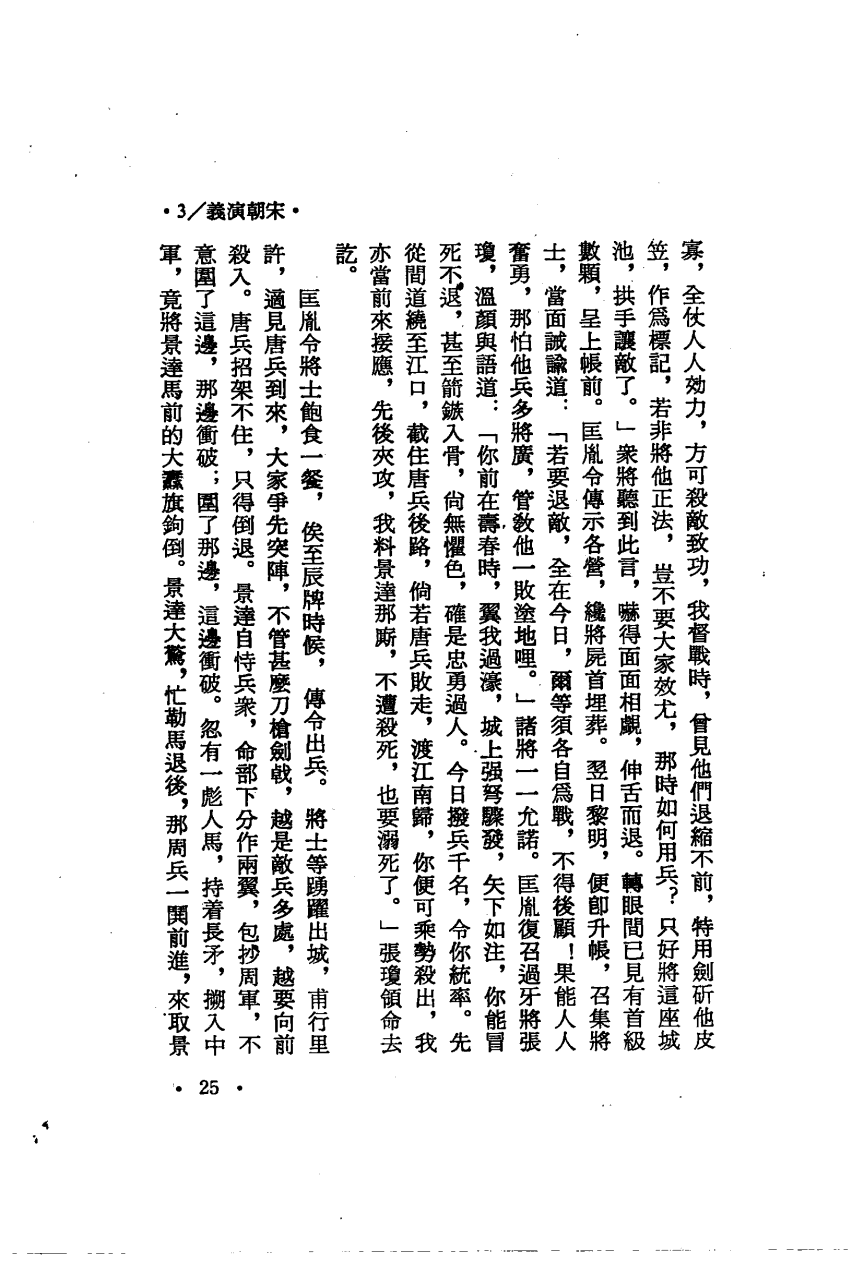 •3/義演朝宋•
寡，全仗人人効力，方可殺敵致功，我督戰時，曾見他們退縮不前，特用劍斫他皮
笠，作爲標記，若非將他正法，豈不要大家效尤，那時如何用兵？只好將這座城
池，拱手讓敵了。」衆將聽到此言，嚇得面面相覷，伸舌而退。轉眼間已見有首級
數顆，呈上帳前。匡胤令傳示各營，纔將屍首埋葬。翌日黎明，便卽升帳，召集將
士，當面誡諭道：「若要退敵，全在今日，爾等須各自爲戰，不得後顧！果能人人
奮勇，那怕他兵多將廣，管敎他一敗塗地哩。」諸將一一允諾。匡胤復召過牙將張
瓊，溫顏與語道：「你前在壽春時，翼我過濠，城上强弩驟發，矢下如注，你能冒
死不退，甚至箭鏃入骨，尙無懼色，確是忠勇過人。今日撥兵千名，令你統率。先
從間道繞至江口，截住唐兵後路，倘若唐兵敗走，渡江南歸，你便可乘勢殺出，我
亦當前來接應，先後夾攻，我料景達那厮，不遭殺死，也要溺死了。」張瓊領命去
訖。
匡胤令將士飽食一餐，俟至辰牌時候，傳令出兵。將士等踴躍出城，甫行里
許，適見唐兵到來，大家爭先突陣，不管甚麼刀槍劍戟，越是敵兵多處，越要向前
殺入。唐兵招架不住，只得倒退。景達自恃兵衆，命部下分作兩翼，包抄周軍，不
意圍了這邊，那邊衝破；圍了那邊，這邊衝破。忽有一彪人馬，持着長矛，搠入中
軍，竟將景達馬前的大纛旗鉤倒。景達大驚，忙勒馬退後，那周兵一鬨前進，來取景
•25•